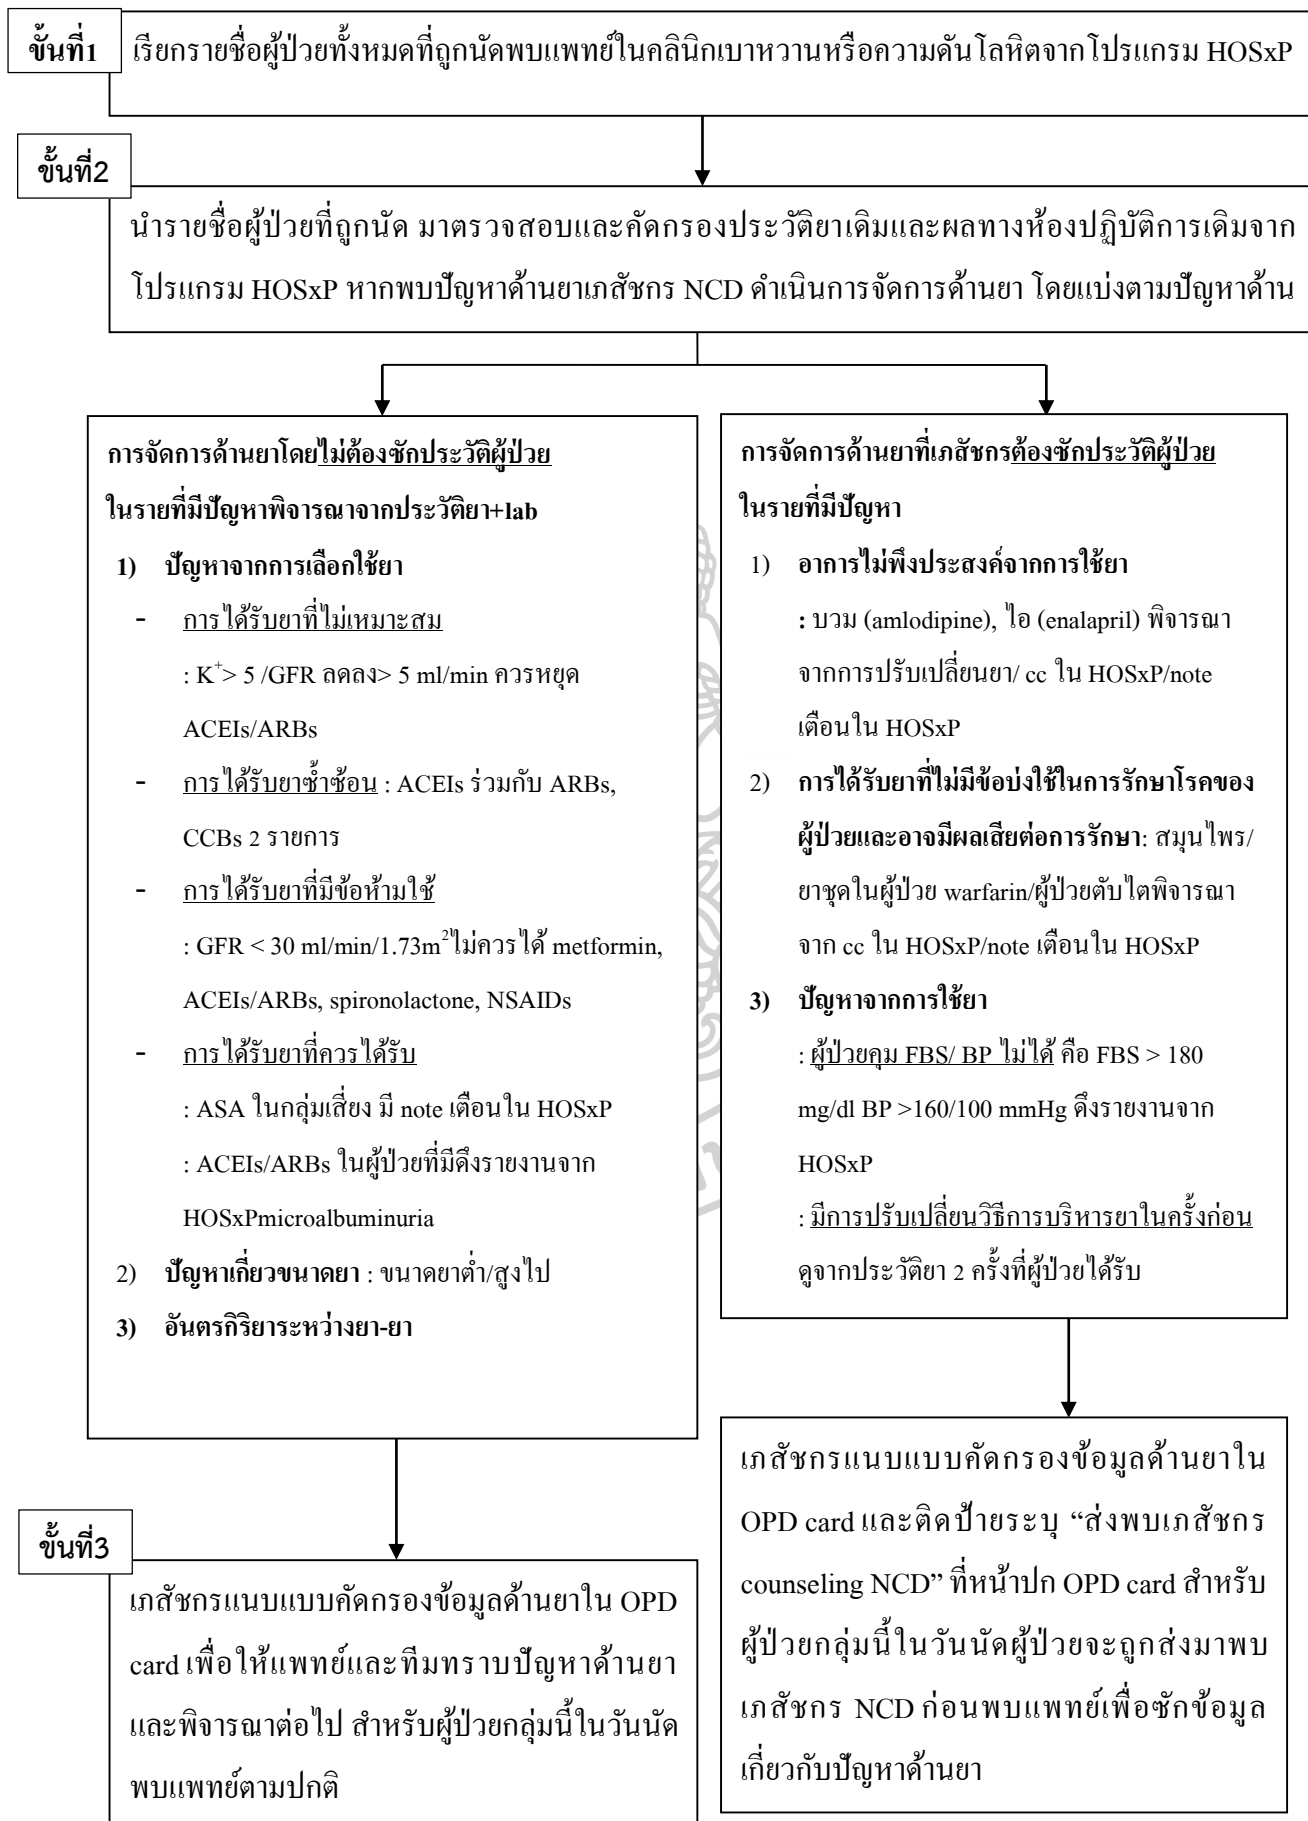 ขั้นที่1
เรียกรายชื่อผู้ป่วยทั้งหมดที่ถูกนัดพบแพทย์ในคลินิกเบาหวานหรือความดันโลหิตจากโปรแกรม HOSxP
ขั้นที่2
นำรายชื่อผู้ป่วยที่ถูกนัด มาตรวจสอบและคัดกรองประวัติยาเดิมและผลทางห้องปฏิบัติการเดิมจาก
โปรแกรม HOSxP หากพบปัญหาด้านยาเภสัชกร NCD ดำเนินการจัดการด้านยา โดยแบ่งตามปัญหาด้าน
การจัดการด้านยาโดยไม่ต้องซักประวัติผู้ป่วย
ในรายที่มีปัญหาพิจารณาจากประวัติยา+lab
1) ปัญหาจากการเลือกใช้ยา
- การได้รับยาที่ไม่เหมาะสม
: K⁺> 5 /GFR ลดลง> 5 ml/min ควรหยุด
ACEIs/ARBs
- การได้รับยาซ้ำซ้อน : ACEIs ร่วมกับ ARBs,
CCBs 2 รายการ
- การได้รับยาที่มีข้อห้ามใช้
: GFR < 30 ml/min/1.73m²ไม่ควรได้ metformin,
ACEIs/ARBs, spironolactone, NSAIDs
- การได้รับยาที่ควรได้รับ
: ASA ในกลุ่มเสี่ยง มี note เตือนใน HOSxP
: ACEIs/ARBs ในผู้ป่วยที่มีดึงรายงานจาก
HOSxPmicroalbuminuria
2) ปัญหาเกี่ยวขนาดยา : ขนาดยาต่ำ/สูงไป
3) อันตรกิริยาระหว่างยา-ยา
การจัดการด้านยาที่เภสัชกรต้องซักประวัติผู้ป่วย
ในรายที่มีปัญหา
1) อาการไม่พึงประสงค์จากการใช้ยา
: บวม (amlodipine), ไอ (enalapril) พิจารณา
จากการปรับเปลี่ยนยา/ cc ใน HOSxP/note
เตือนใน HOSxP
2) การได้รับยาที่ไม่มีข้อบ่งใช้ในการรักษาโรคของ
ผู้ป่วยและอาจมีผลเสียต่อการรักษา: สมุนไพร/
ยาชุดในผู้ป่วย warfarin/ผู้ป่วยตับไตพิจารณา
จาก cc ใน HOSxP/note เตือนใน HOSxP
3) ปัญหาจากการใช้ยา
: ผู้ป่วยคุม FBS/ BP ไม่ได้ คือ FBS > 180
mg/dl BP >160/100 mmHg ดึงรายงานจาก
HOSxP
: มีการปรับเปลี่ยนวิธีการบริหารยาในครั้งก่อน
ดูจากประวัติยา 2 ครั้งที่ผู้ป่วยได้รับ
ขั้นที่3
เภสัชกรแนบแบบคัดกรองข้อมูลด้านยาใน OPD
card เพื่อให้แพทย์และทีมทราบปัญหาด้านยา
และพิจารณาต่อไป สำหรับผู้ป่วยกลุ่มนี้ในวันนัด
พบแพทย์ตามปกติ
เภสัชกรแนบแบบคัดกรองข้อมูลด้านยาใน
OPD card และติดป้ายระบุ “ส่งพบเภสัชกร
counseling NCD” ที่หน้าปก OPD card สำหรับ
ผู้ป่วยกลุ่มนี้ในวันนัดผู้ป่วยจะถูกส่งมาพบ
เภสัชกร NCD ก่อนพบแพทย์เพื่อซักข้อมูล
เกี่ยวกับปัญหาด้านยา